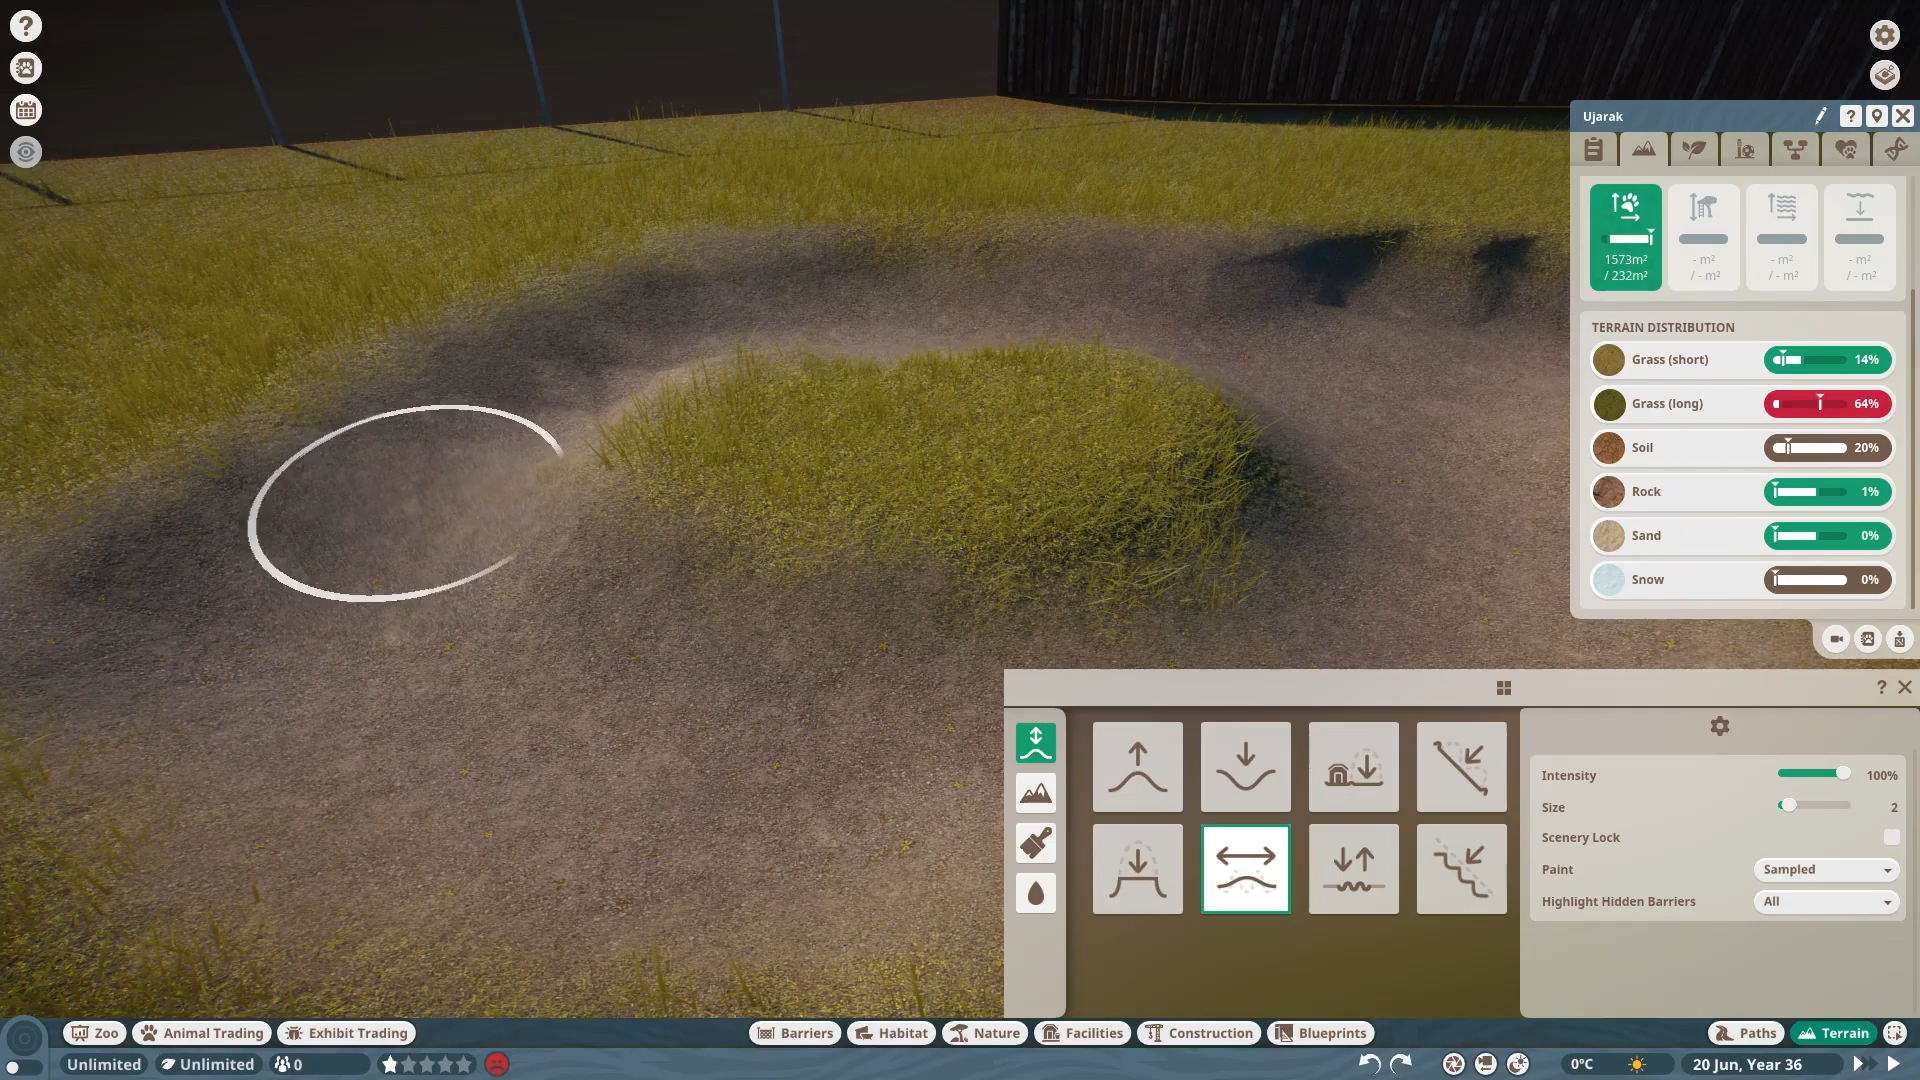 ?
Ujarak
?
1573m²
/ 232m²
- m²
/ - m²
- m²
/ - m²
- m²
/ - m²
TERRAIN DISTRIBUTION
Grass (short) 14%
Grass (long) 64%
Soil 20%
Rock 1%
Sand 0%
Snow 0%
?
Intensity 100%
Size 2
Scenery Lock
Paint Sampled
Highlight Hidden Barriers All
Zoo Animal Trading Exhibit Trading Barriers Habitat Nature Facilities Construction Blueprints Paths Terrain
Unlimited Unlimited 0 0°C 20 Jun, Year 36